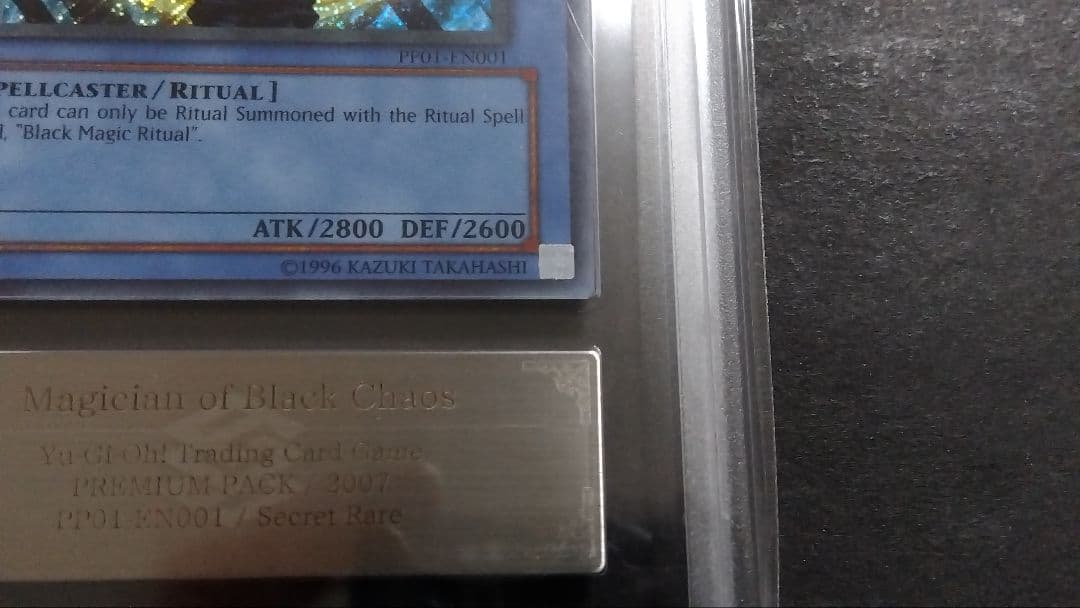 PP01-EN001
PELLCASTER/RITUAL]
card can only be Ritual Summoned with the Ritual Spell
, "Black Magic Ritual".
ATK/2800 DEF/2600
©1996 KAZUKI TAKAHASHI
Magician of Black Chaos
Yu-Gi-Oh! Trading Card Game
PREMIUM PACK / 2007
PP01-EN001 / Secret Rare